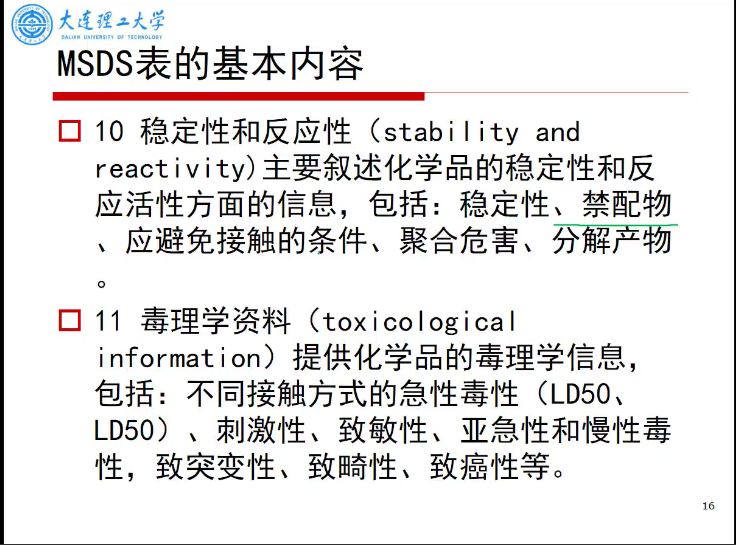 大连理工大学
DALIAN UNIVERSITY OF TECHNOLOGY
MSDS表的基本内容
10 稳定性和反应性（stability and
reactivity)主要叙述化学品的稳定性和反
应活性方面的信息，包括：稳定性、禁配物
、应避免接触的条件、聚合危害、分解产物
。
11 毒理学资料（toxicological
information）提供化学品的毒理学信息，
包括：不同接触方式的急性毒性（LD50、
LD50）、刺激性、致敏性、亚急性和慢性毒
性，致突变性、致畸性、致癌性等。
16